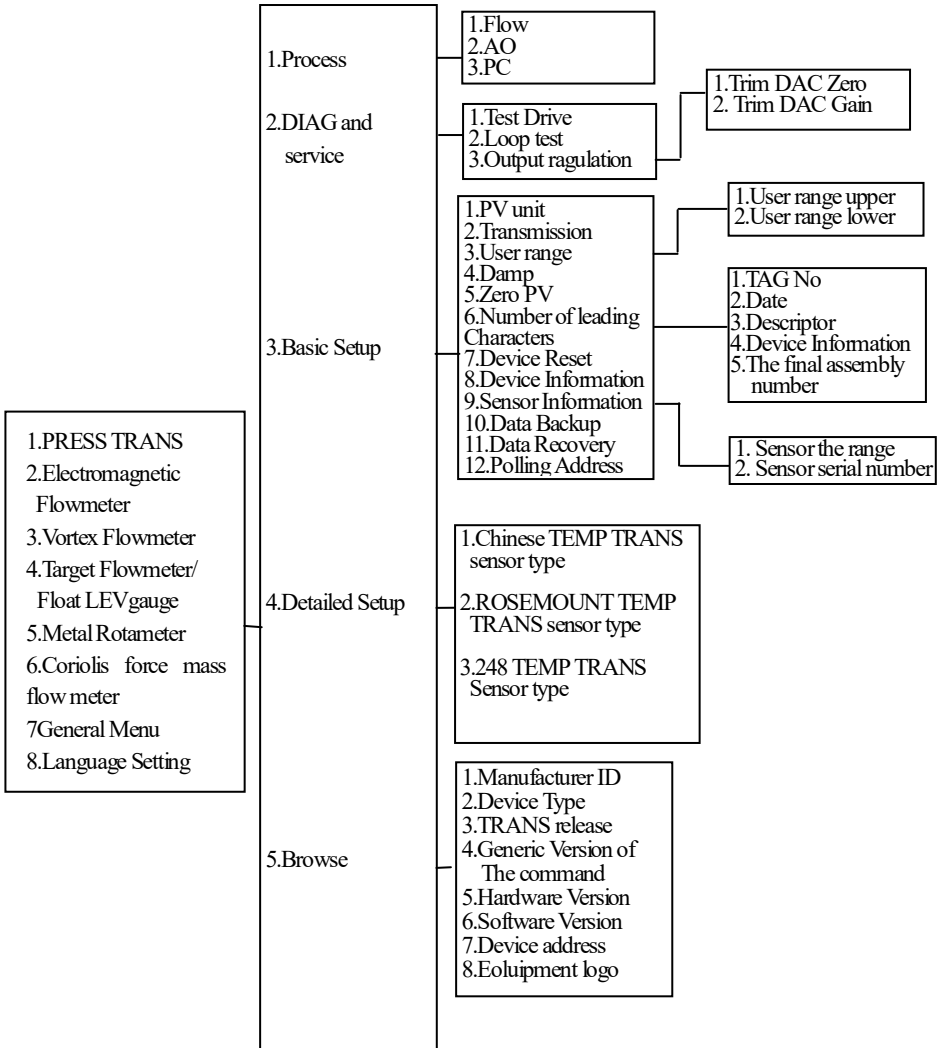 1.PRESS TRANS
2.Electromagnetic
Flowmeter
3.Vortex Flowmeter
4.Target Flowmeter/
Float LEVgauge
5.Metal Rotameter
6.Coriolis force mass
flow meter
7General Menu
8.Language Setting
1.Process
2.DIAG and
service
3.Basic Setup
4.Detailed Setup
5.Browse
1.Flow
2.AO
3.PC
1.Test Drive
2.Loop test
3.Output ragulation
1.Trim DAC Zero
2. Trim DAC Gain
1.PV unit
2.Transmission
3.User range
4.Damp
5.Zero PV
6.Number of leading
Characters
7.Device Reset
8.Device Information
9.Sensor Information
10.Data Backup
11.Data Recovery
12.Polling Address
1.User range upper
2.User range lower
1.TAG No
2.Date
3.Descriptor
4.Device Information
5.The final assembly
number
1. Sensor the range
2. Sensor serial number
1.Chinese TEMP TRANS
sensor type
2.ROSEMOUNT TEMP
TRANS sensor type
3.248 TEMP TRANS
Sensor type
1.Manufacturer ID
2.Device Type
3.TRANS release
4.Generic Version of
The command
5.Hardware Version
6.Software Version
7.Device address
8.Eoluipment logo